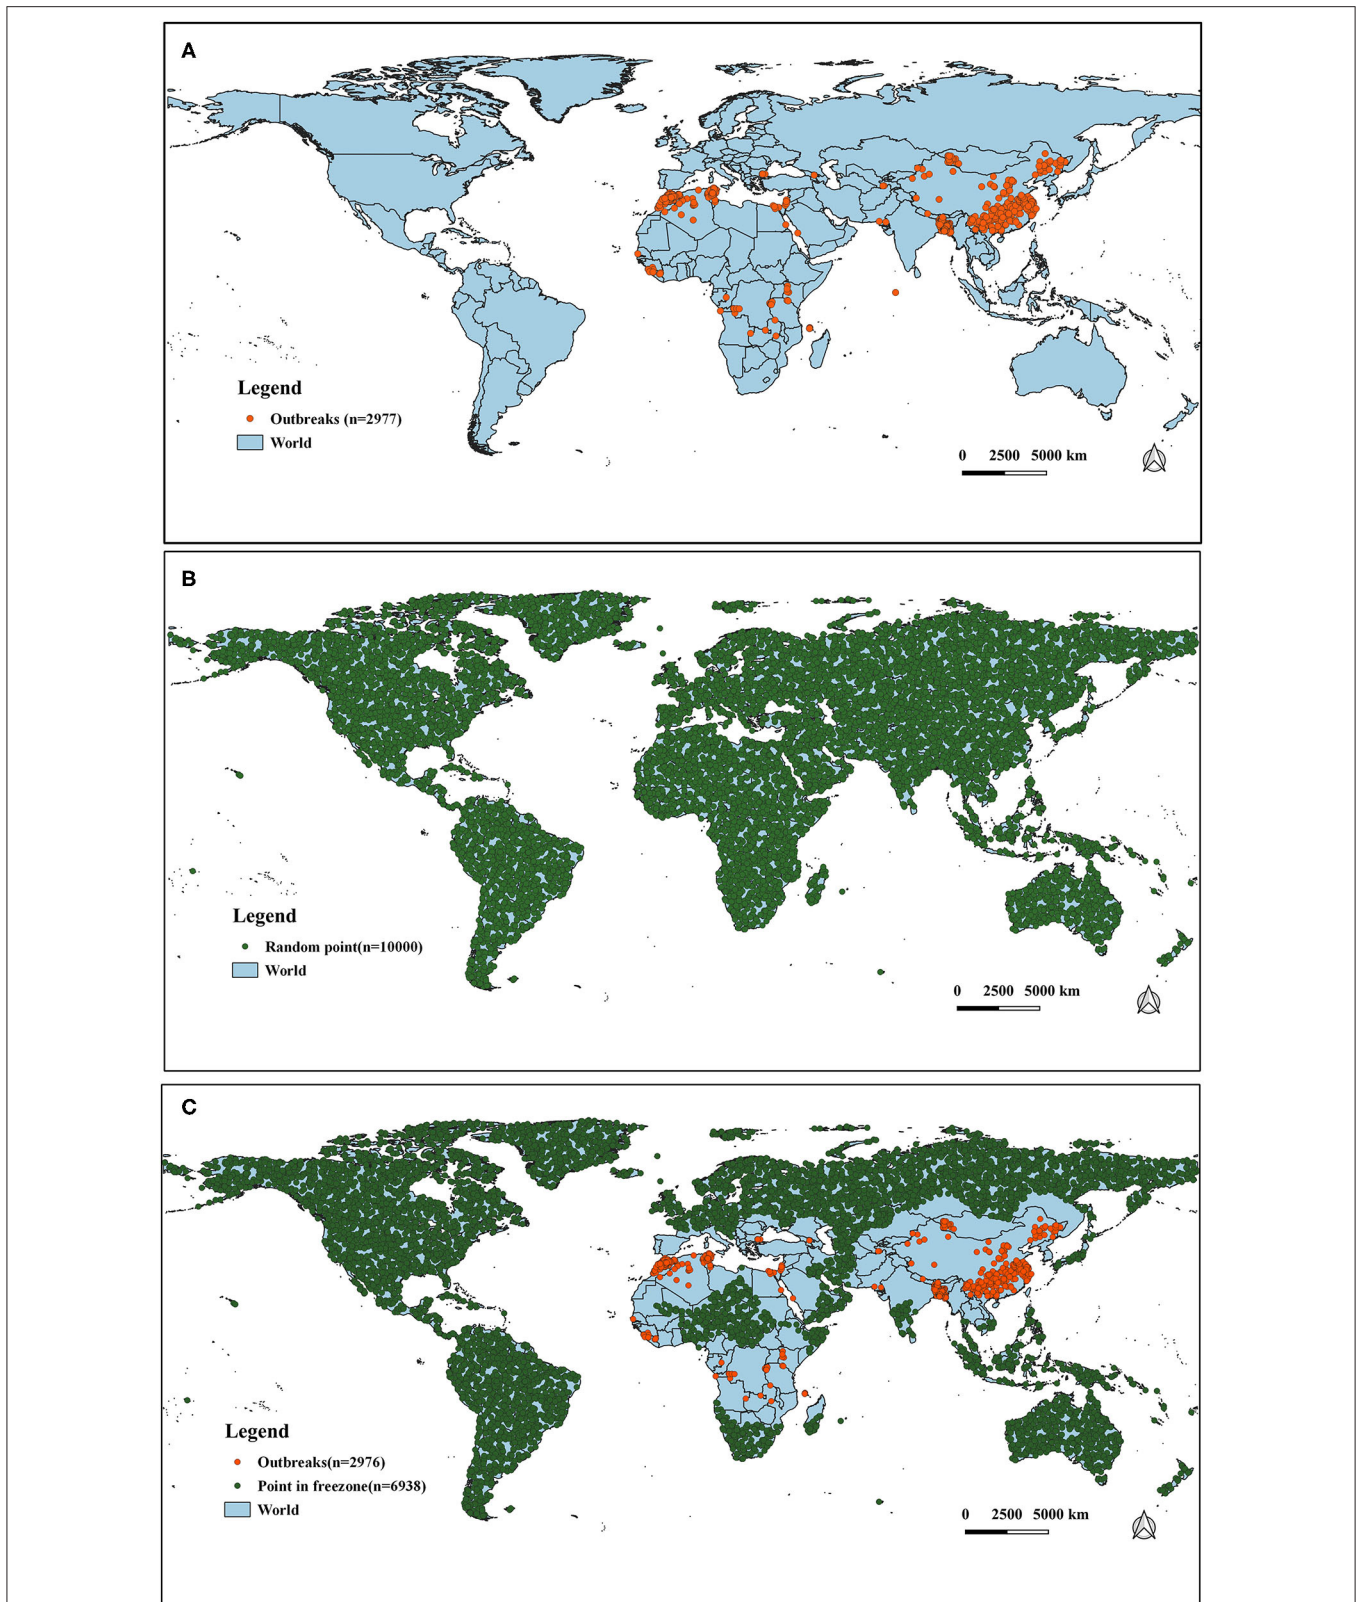 A
Legend
Outbreaks (n=2977)
World
0 2500 5000 km
B
Legend
Random point(n=10000)
World
0 2500 5000 km
C
Legend
Outbreaks(n=2976)
Point in freezone(n=6938)
World
0 2500 5000 km